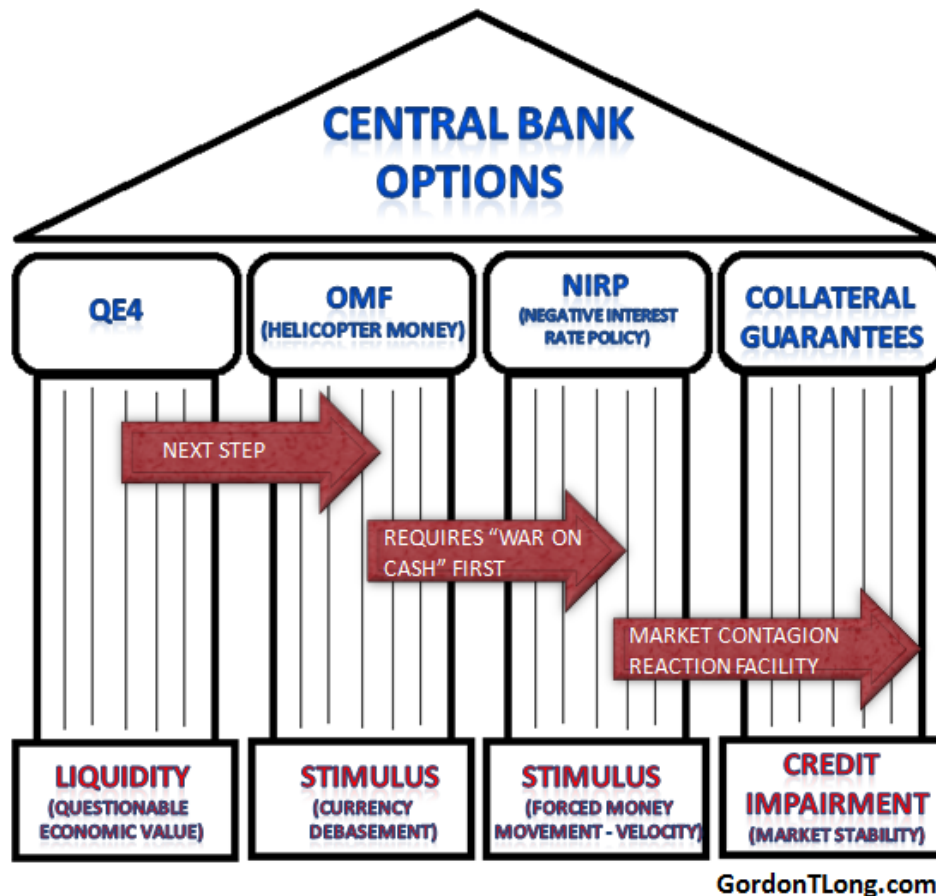 CENTRAL BANK
OPTIONS
QE4
OMF
(HELICOPTER MONEY)
NIRP
(NEGATIVE INTEREST
RATE POLICY)
COLLATERAL
GUARANTEES
NEXT STEP
REQUIRES “WAR ON
CASH” FIRST
MARKET CONTAGION
REACTION FACILITY
LIQUIDITY
(QUESTIONABLE
ECONOMIC VALUE)
STIMULUS
(CURRENCY
DEBASEMENT)
STIMULUS
(FORCED MONEY
MOVEMENT - VELOCITY)
CREDIT
IMPAIRMENT
(MARKET STABILITY)
GordonTLong.com